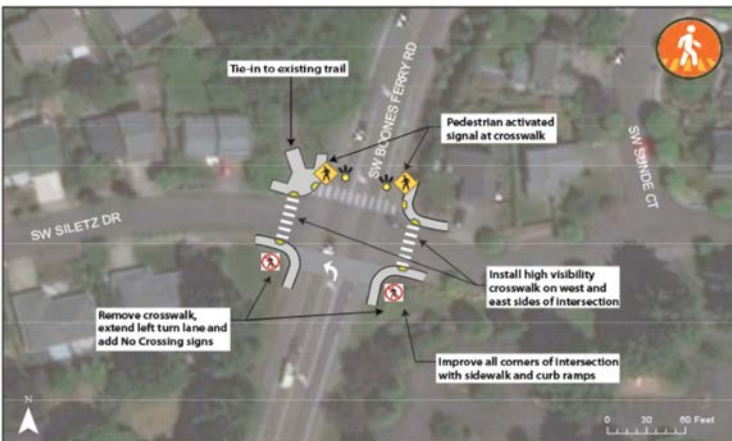 Tie-in to existing trail
SW BOONES FERRY RD
Pedestrian activated
signal at crosswalk
SW SUNDE CT
SW SILETZ DR
Install high visibility
crosswalk on west and
east sides of intersection
Remove crosswalk,
extend left turn lane and
add No Crossing signs
Improve all corners of intersection
with sidewalk and curb ramps
N
0 30 60 Feet